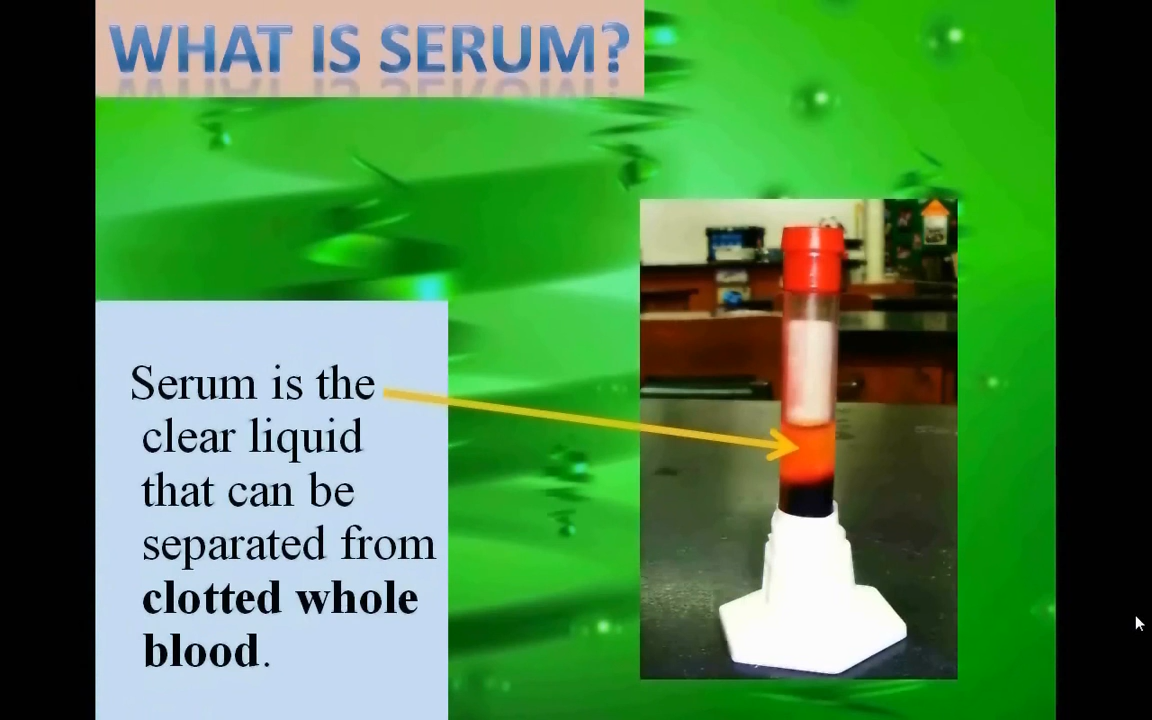 WHAT IS SERUM?
Serum is the
clear liquid
that can be
separated from
clotted whole
blood.